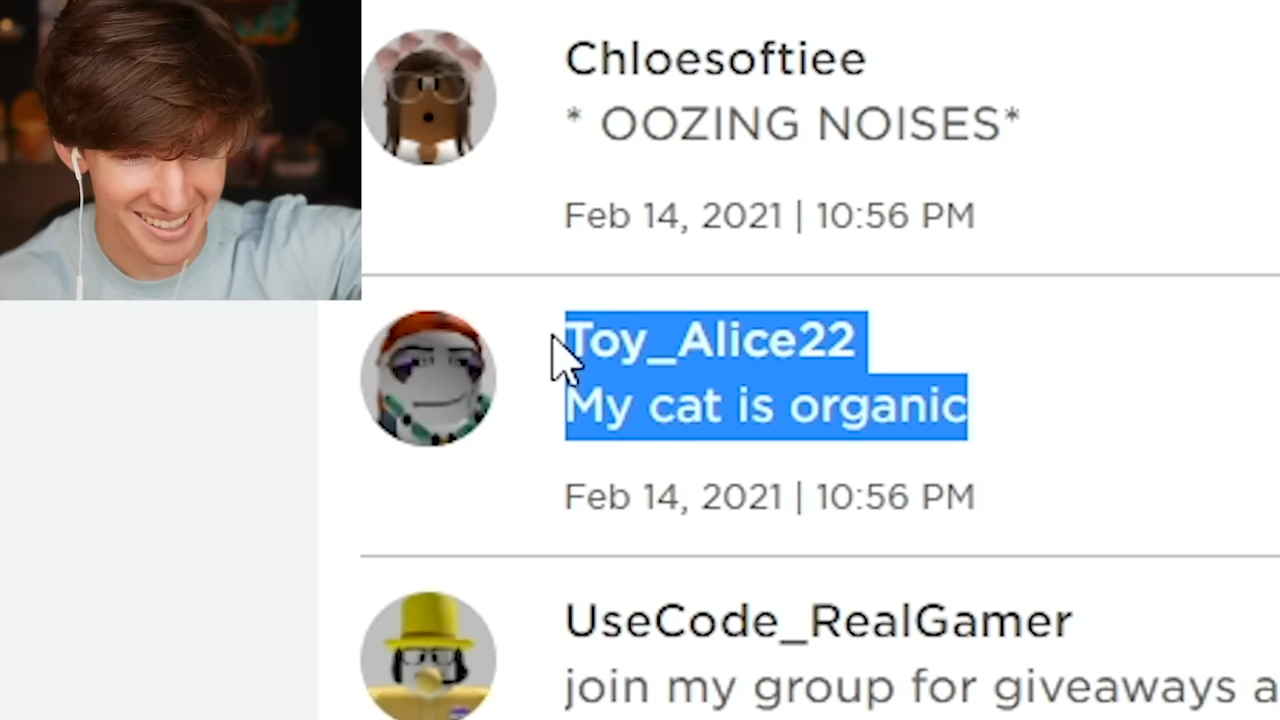 Chloesoftiee
* OOZING NOISES*
Feb 14, 2021 | 10:56 PM
Toy_Alice22
My cat is organic
Feb 14, 2021 | 10:56 PM
UseCode_RealGamer
join my group for giveaways a